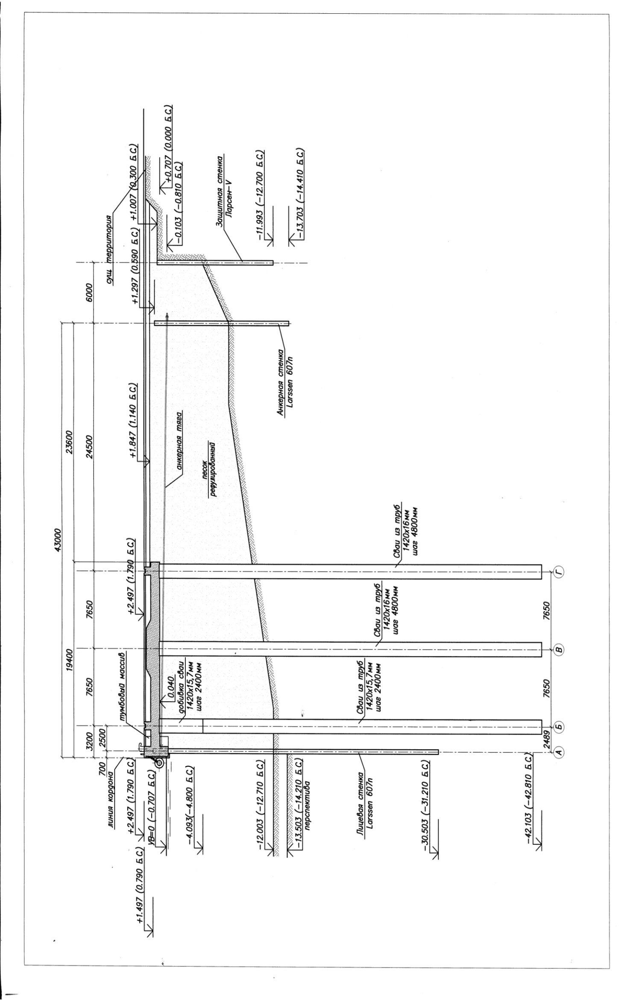 43000
19400
23600
3200
7650
7650
24500
6000
700
2500
линия кордона
тумбовый массив
сущ. территория
+1.497 (0.790 Б.С.)
+2.497 (1.790 Б.С.)
+2.497 (1.790 Б.С.)
+1.847 (1.140 Б.С.)
+1.297 (0.590 Б.С.)
+1.007 (0.300 Б.С.)
+0.707 (0.000 Б.С.)
-0.103 (-0.810 Б.С.)
УВ=0 (-0.707 Б.С.)
0.040
-4.093(-4.800 Б.С.)
добивка сваи
1420х15,7мм
шаг 2400мм
анкерная тяга
песок
рефулированный
Защитная стенка
Ларсен-V
-12.003 (-12.710 Б.С.)
-13.503 (-14.210 Б.С.)
перспектива
-11.993 (-12.700 Б.С.)
-13.703 (-14.410 Б.С.)
Анкерная стенка
Larssen 607n
Лицевая стенка
Larssen 607n
Сваи из труб
1420х15,7мм
шаг 2400мм
Сваи из труб
1420х16мм
шаг 4800мм
Сваи из труб
1420х16мм
шаг 4800мм
-30.503 (-31.210 Б.С.)
-42.103 (-42.810 Б.С.)
2489
7650
7650
А
Б
В
Г